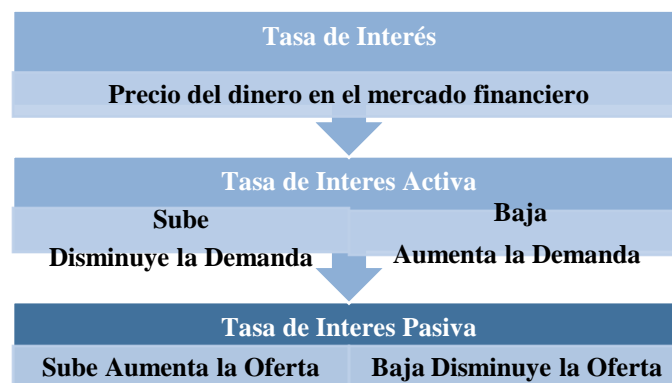 Tasa de Interés
Precio del dinero en el mercado financiero
Tasa de Interes Activa
Sube
Disminuye la Demanda
Baja
Aumenta la Demanda
Tasa de Interes Pasiva
Sube Aumenta la Oferta
Baja Disminuye la Oferta